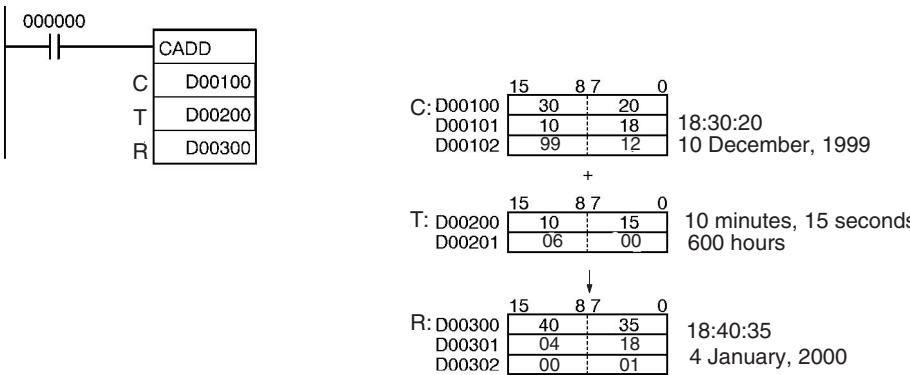 000000
CADD
C D00100
T D00200
R D00300
15 8 7 0
C: D00100 30 20
D00101 10 18 18:30:20
D00102 99 12 10 December, 1999
+
15 8 7 0
T: D00200 10 15 10 minutes, 15 seconds
D00201 06 00 600 hours
15 8 7 0
R: D00300 40 35 18:40:35
D00301 04 18
D00302 00 01 4 January, 2000